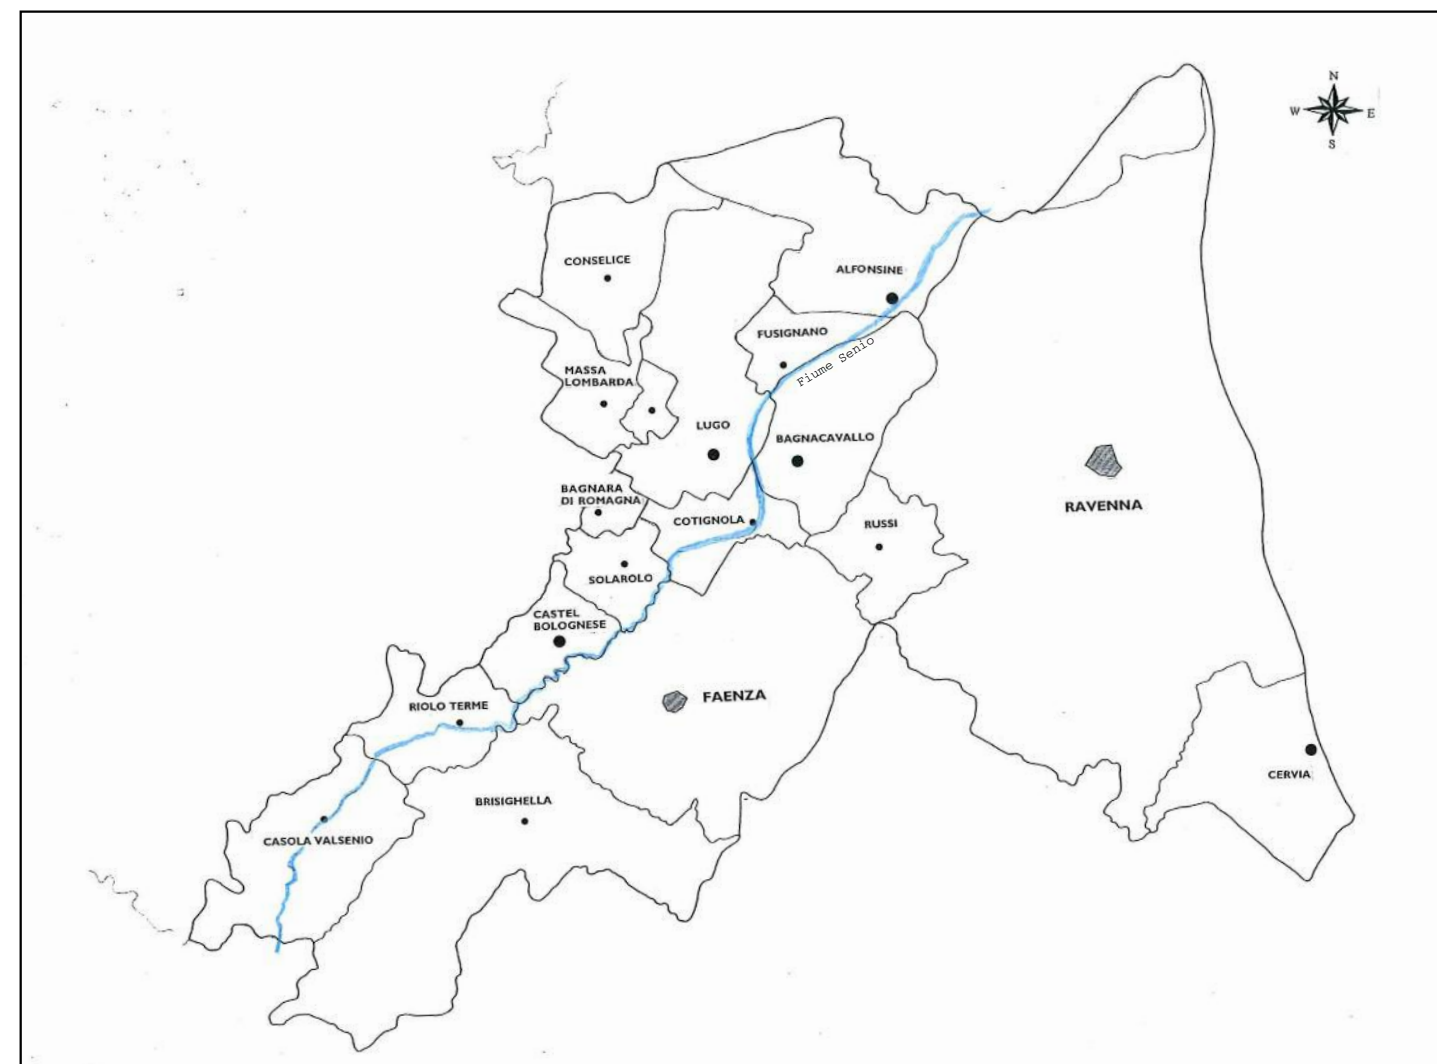 N
W E
S
CONSELICE
ALFONSINE
FUSIGNANO
Fiume Senio
MASSA
LOMBARDA
LUGO
BAGNACAVALLO
BAGNARA
DI ROMAGNA
COTIGNOLA
RUSSI
RAVENNA
SOLAROLO
CASTEL
BOLOGNESE
RIOLO TERME
FAENZA
CERVIA
BRISIGHELLA
CASOLA VALSENIO